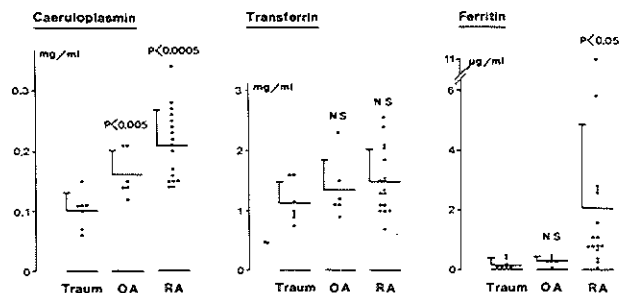 Caeruloplasmin
mg/ml
P<0.0005
P<0.005
0.3
0.2
0.1
0
Traum OA RA
Transferrin
mg/ml
NS
NS
3
2
1
0
Traum OA RA
Ferritin
P<0.05
11
µg/ml
6
4
2
NS
0
Traum OA RA